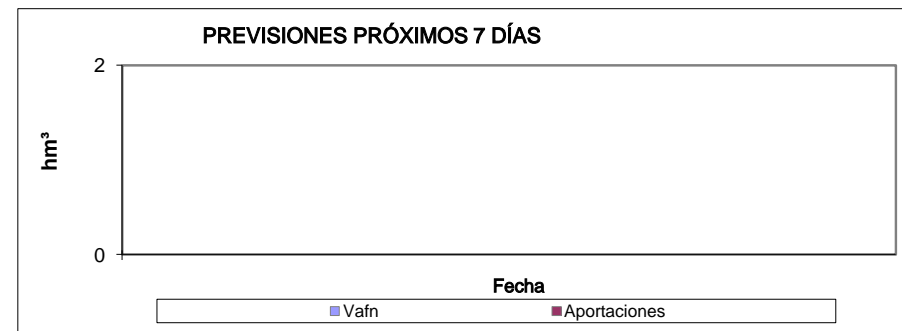 PREVISIONES PRÓXIMOS 7 DÍAS
2
hm³
0
Fecha
Vafn Aportaciones